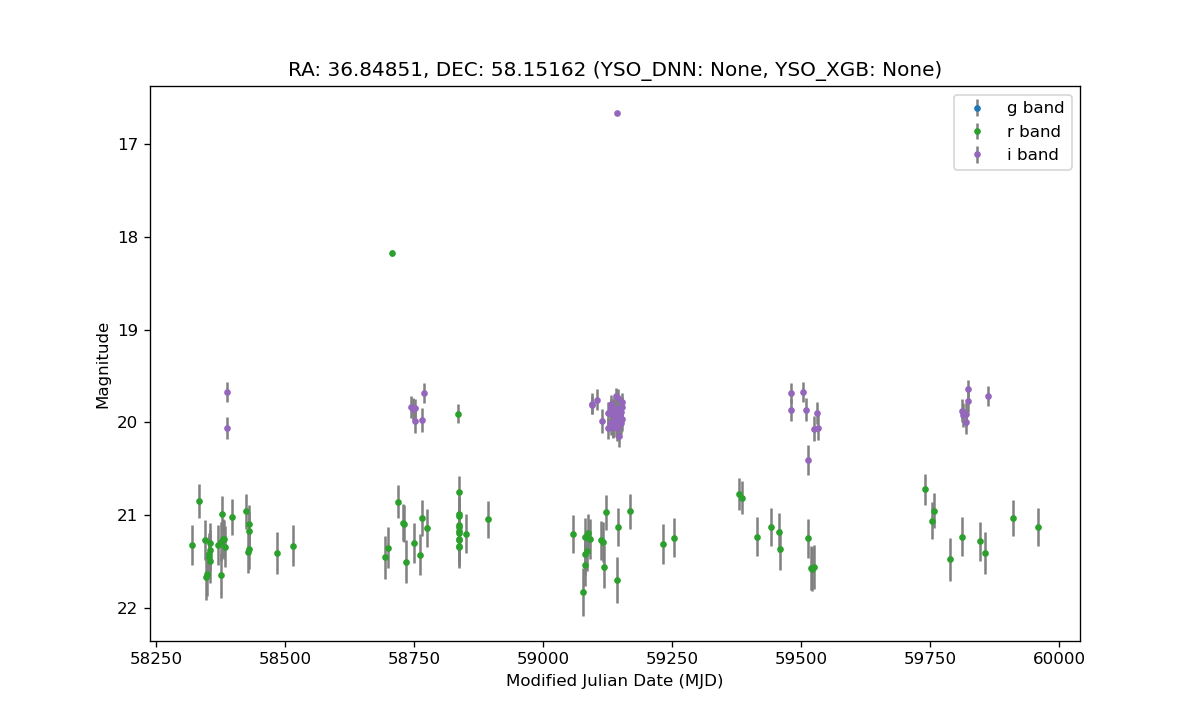 RA: 36.84851, DEC: 58.15162 (YSO_DNN: None, YSO_XGB: None)
g band
r band
i band
17
18
19
20
21
22
Magnitude
58250 58500 58750 59000 59250 59500 59750 60000
Modified Julian Date (MJD)